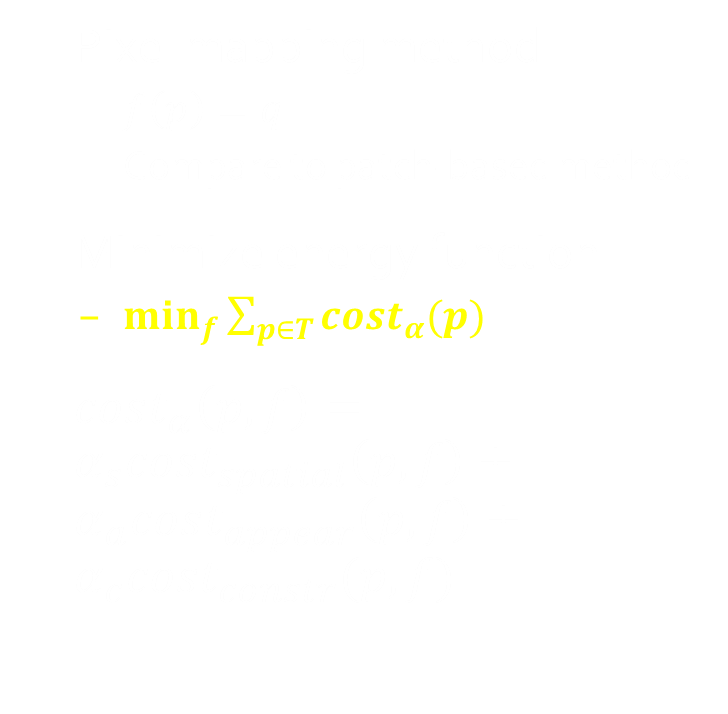 – min_f ∑_{p∈T} cost_α(p)